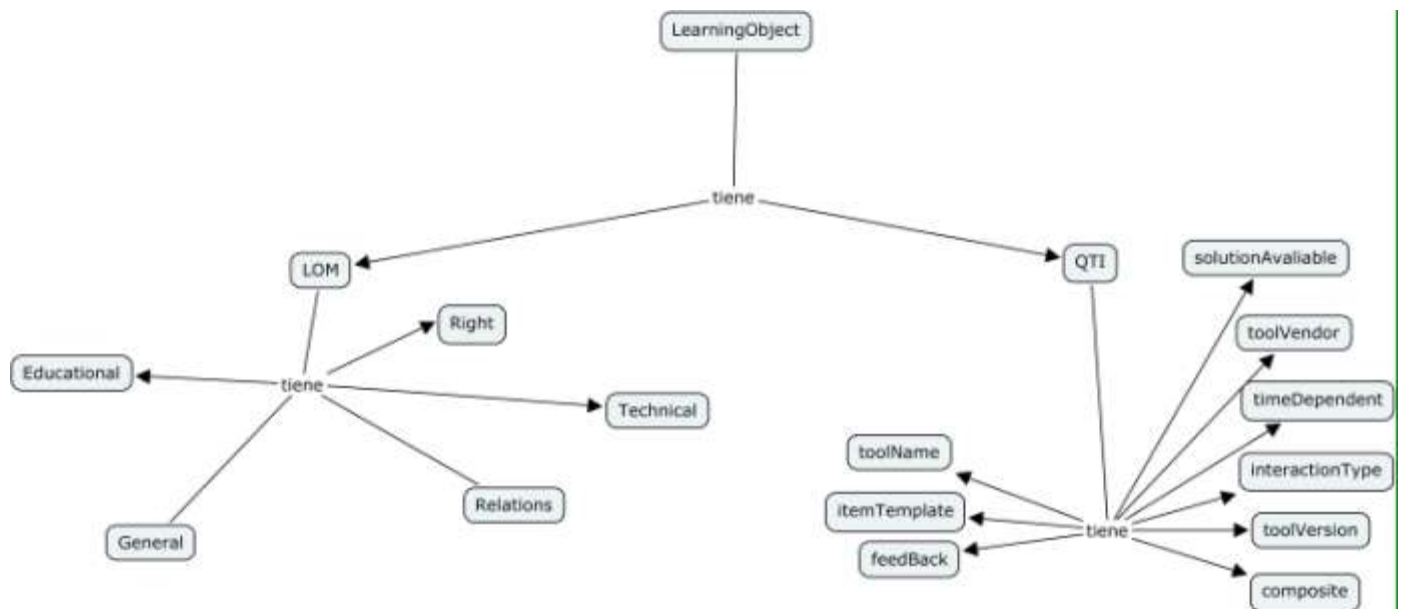 LearningObject
tiene
LOM
QTI
solutionAvaliable
Right
toolVendor
Educational
tiene
Technical
timeDependent
toolName
interactionType
Relations
itemTemplate
General
tiene
toolVersion
feedBack
composite